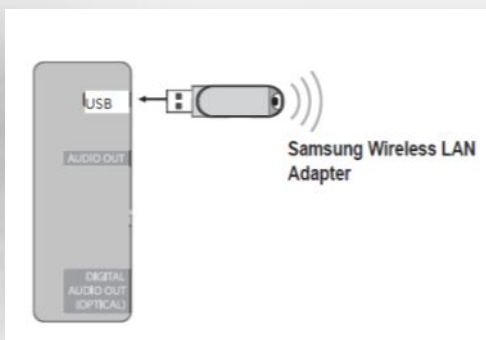 USB
Samsung Wireless LAN
Adapter
AUDIO OUT
DIGITAL
AUDIO OUT
(OPTICAL)